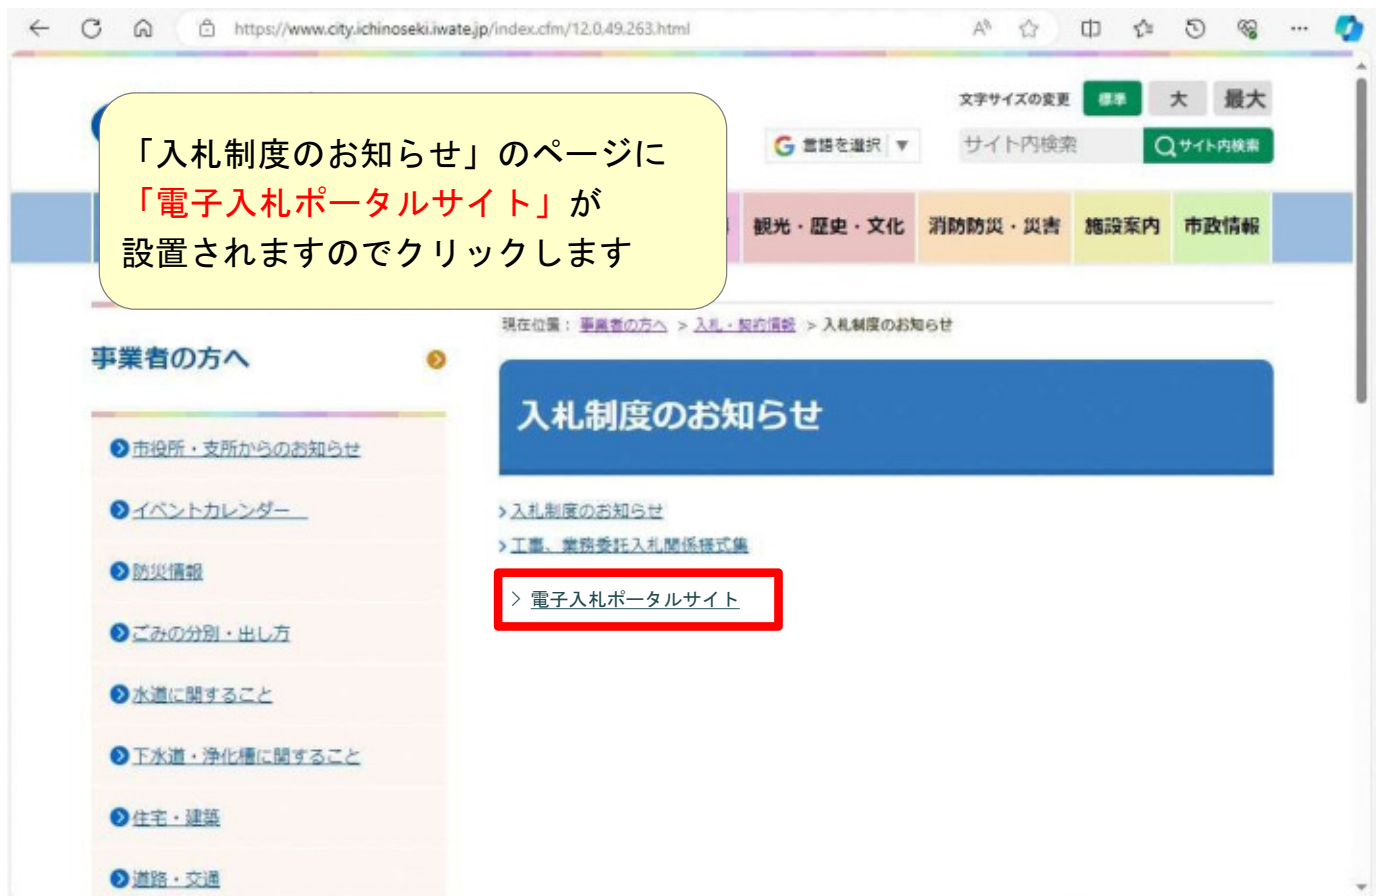 https://www.city.ichinoseki.iwate.jp/index.cfm/12.0.49.263.html
文字サイズの変更 標準 大 最大
言語を選択 ▼ サイト内検索 サイト内検索
「入札制度のお知らせ」のページに
「電子入札ポータルサイト」が
設置されますのでクリックします
観光・歴史・文化 消防防災・災害 施設案内 市政情報
現在位置： 事業者の方へ > 入札・契約情報 > 入札制度のお知らせ
事業者の方へ
入札制度のお知らせ
市役所・支所からのお知らせ
イベントカレンダー
防災情報
ごみの分別・出し方
水道に関すること
下水道・浄化槽に関すること
住宅・建築
道路・交通
>入札制度のお知らせ
>工事、業務委託入札関係様式集
> 電子入札ポータルサイト